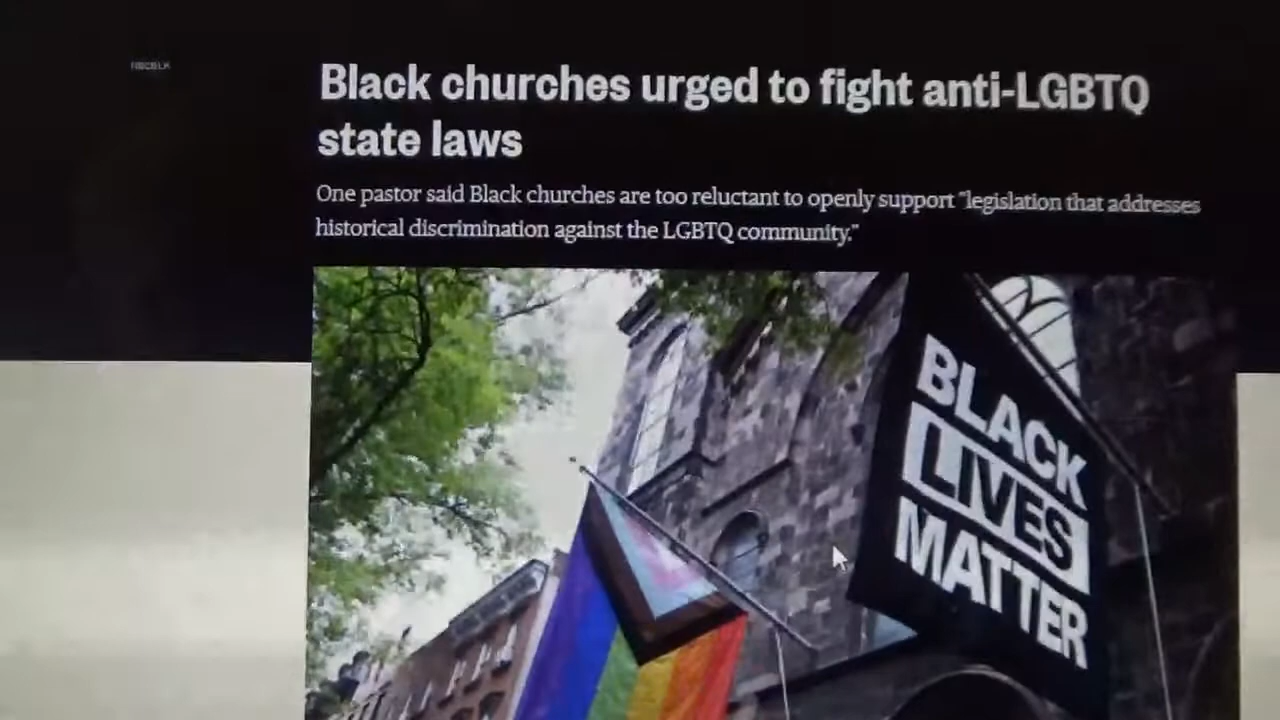 NBCBLK
Black churches urged to fight anti-LGBTQ
state laws
One pastor said Black churches are too reluctant to openly support "legislation that addresses
historical discrimination against the LGBTQ community."
BLACK
LIVES
MATTER